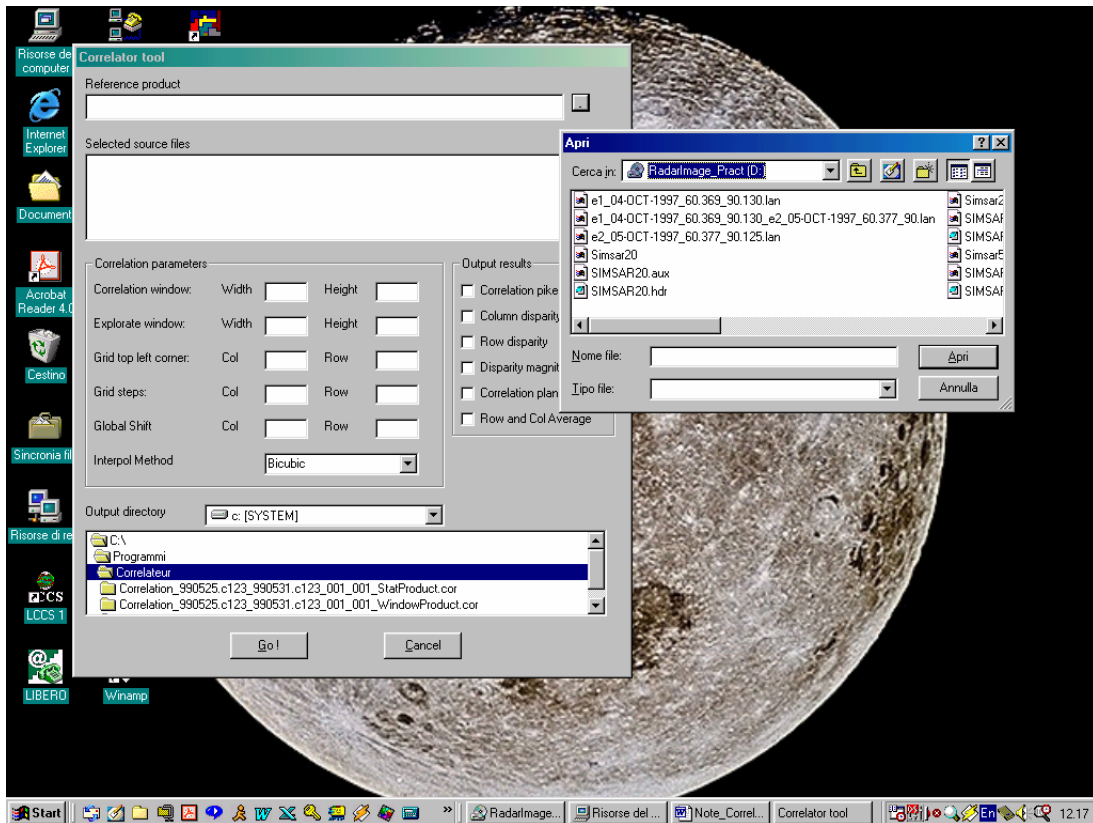 Risorse del
computer
Internet
Explorer
Document
Acrobat
Reader 4.0
Cestino
Sincronia fil
Risorse di re
LCCS
LCCS 1
LIBERO
Winamp
Correlator tool
Reference product
.
Selected source files
Correlation parameters
Correlation window: Width Height
Explorate window: Width Height
Grid top left corner: Col Row
Grid steps: Col Row
Global Shift Col Row
Interpol Method Bicubic
Output results
Correlation pike
Column disparity
Row disparity
Disparity magnit
Correlation plan
Row and Col Average
Output directory c: [SYSTEM]
C:\
Programmi
Correlateur
Correlation_990525.c123_990531.c123_001_001_StatProduct.cor
Correlation_990525.c123_990531.c123_001_001_WindowProduct.cor
Go !
Cancel
Apri
Cerca in: RadarImage_Pract (D:)
e1_04-OCT-1997_60.369_90.130.lan
e1_04-OCT-1997_60.369_90.130_e2_05-OCT-1997_60.377_90.lan
e2_05-OCT-1997_60.377_90.125.lan
Simsar20
SIMSAR20.aux
SIMSAR20.hdr
Simsar2
SIMSAR
SIMSAR
Simsar5
SIMSAR
SIMSAR
Nome file:
Apri
Tipo file:
Annulla
Start
RadarImage...
Risorse del ...
Note_Correl...
Correlator tool
En
12.17